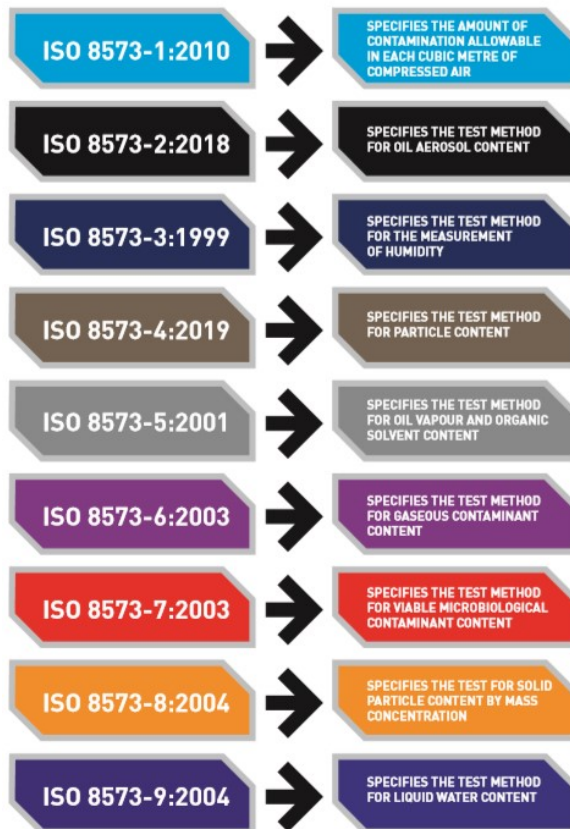 ISO 8573-1:2010
SPECIFIES THE AMOUNT OF
CONTAMINATION ALLOWABLE
IN EACH CUBIC METRE OF
COMPRESSED AIR
ISO 8573-2:2018
SPECIFIES THE TEST METHOD
FOR OIL AEROSOL CONTENT
ISO 8573-3:1999
SPECIFIES THE TEST METHOD
FOR THE MEASUREMENT
OF HUMIDITY
ISO 8573-4:2019
SPECIFIES THE TEST METHOD
FOR PARTICLE CONTENT
ISO 8573-5:2001
SPECIFIES THE TEST METHOD
FOR OIL VAPOUR AND ORGANIC
SOLVENT CONTENT
ISO 8573-6:2003
SPECIFIES THE TEST METHOD
FOR GASEOUS CONTAMINANT
CONTENT
ISO 8573-7:2003
SPECIFIES THE TEST METHOD
FOR VIABLE MICROBIOLOGICAL
CONTAMINANT CONTENT
ISO 8573-8:2004
SPECIFIES THE TEST FOR SOLID
PARTICLE CONTENT BY MASS
CONCENTRATION
ISO 8573-9:2004
SPECIFIES THE TEST METHOD
FOR LIQUID WATER CONTENT